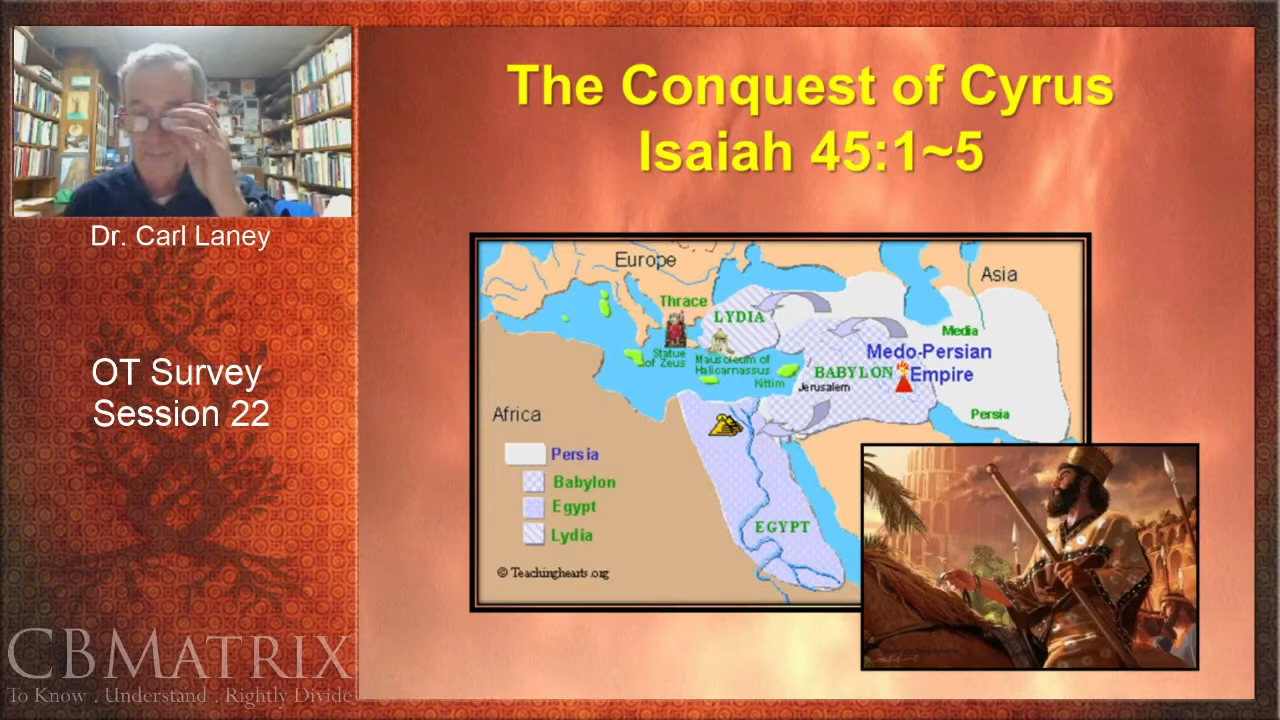 The Conquest of Cyrus
Isaiah 45:1~5
Dr. Carl Laney
OT Survey
Session 22
CBMATRIX
To Know . Understand . Rightly Divide
Europe
Asia
Thrace
LYDIA
Media
Statue
of Zeus
Mausoleum of
Halicarnassus
Kittim
Medo-Persian
Empire
BABYLON
Jerusalem
Africa
Persia
Persia
Babylon
Egypt
Lydia
EGYPT
© Teachinghearts.org